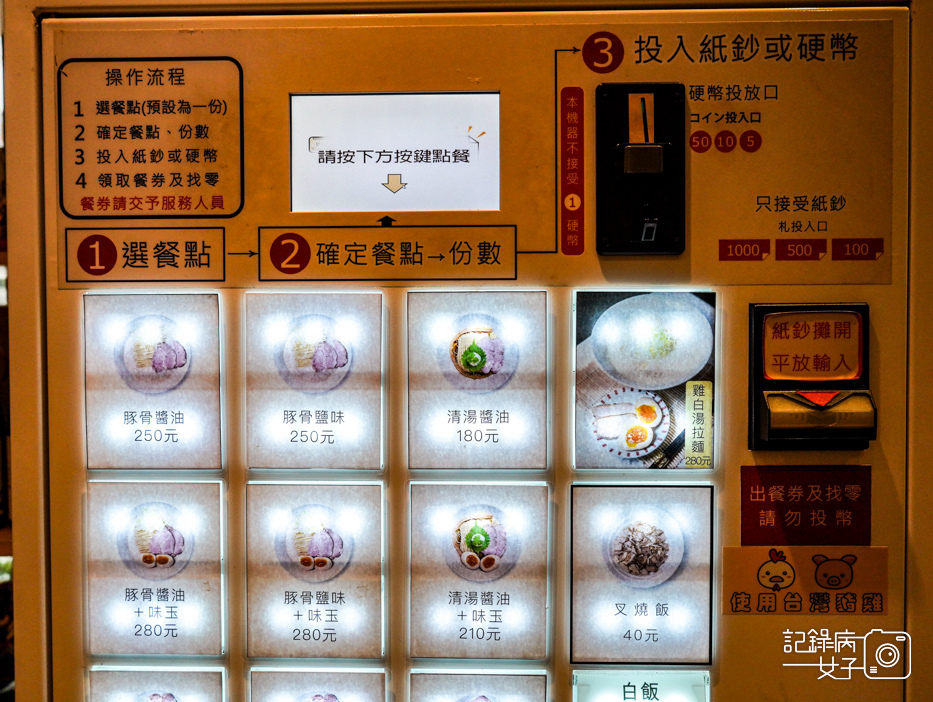 操作流程
1 選餐點(預設為一份)
2 確定餐點、份數
3 投入紙鈔或硬幣
4 領取餐券及找零
餐券請交予服務人員
請按下方按鍵點餐
1 選餐點
2 確定餐點→份數
3 投入紙鈔或硬幣
本機器不接受1硬幣
硬幣投放口
コイン投入口
50 10 5
只接受紙鈔
札投入口
1000 500 100
紙鈔攤開
平放輸入
出餐券及找零
請勿投幣
使用台灣豬雞
豚骨醬油
250元
豚骨鹽味
250元
清湯醬油
180元
雞白湯拉麵
280元
豚骨醬油
+味玉
280元
豚骨鹽味
+味玉
280元
清湯醬油
+味玉
210元
叉燒飯
40元
白飯
記錄病
女子